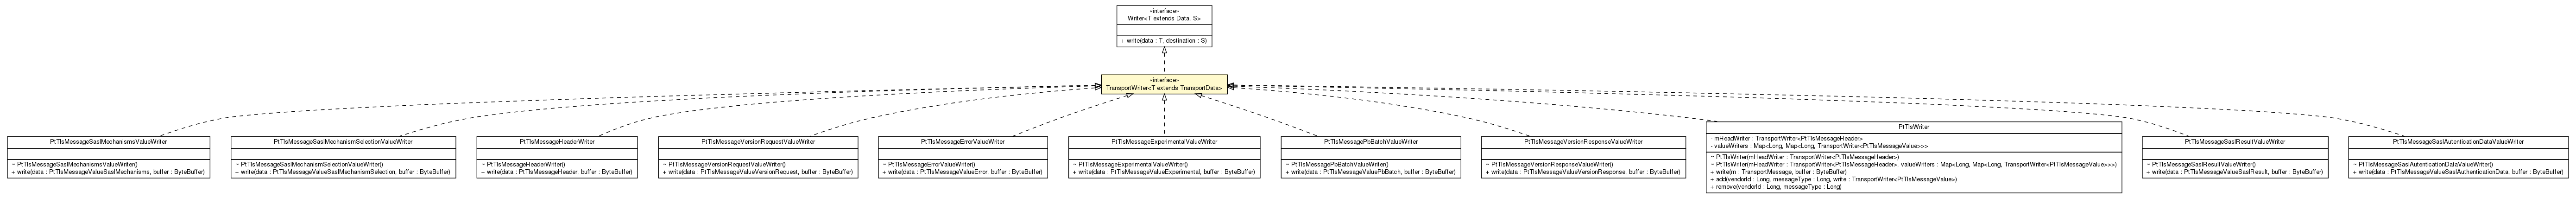 «interface»
Writer<T extends Data, S>
+ write(data : T, destination : S)
«interface»
TransportWriter<T extends TransportData>
PtTlsMessageSaslMechanismsValueWriter
~ PtTlsMessageSaslMechanismsValueWriter()
+ write(data : PtTlsMessageValueSaslMechanisms, buffer : ByteBuffer)
PtTlsMessageSaslMechanismSelectionValueWriter
~ PtTlsMessageSaslMechanismSelectionValueWriter()
+ write(data : PtTlsMessageValueSaslMechanismSelection, buffer : ByteBuffer)
PtTlsMessageHeaderWriter
~ PtTlsMessageHeaderWriter()
+ write(data : PtTlsMessageHeader, buffer : ByteBuffer)
PtTlsMessageVersionRequestValueWriter
~ PtTlsMessageVersionRequestValueWriter()
+ write(data : PtTlsMessageValueVersionRequest, buffer : ByteBuffer)
PtTlsMessageErrorValueWriter
~ PtTlsMessageErrorValueWriter()
+ write(data : PtTlsMessageValueError, buffer : ByteBuffer)
PtTlsMessageExperimentalValueWriter
~ PtTlsMessageExperimentalValueWriter()
+ write(data : PtTlsMessageValueExperimental, buffer : ByteBuffer)
PtTlsMessagePbBatchValueWriter
~ PtTlsMessagePbBatchValueWriter()
+ write(data : PtTlsMessageValuePbBatch, buffer : ByteBuffer)
PtTlsMessageVersionResponseValueWriter
~ PtTlsMessageVersionResponseValueWriter()
+ write(data : PtTlsMessageValueVersionResponse, buffer : ByteBuffer)
PtTlsWriter
- mHeadWriter : TransportWriter<PtTlsMessageHeader>
- valueWriters : Map<Long, Map<Long, TransportWriter<PtTlsMessageValue>>>
~ PtTlsWriter(mHeadWriter : TransportWriter<PtTlsMessageHeader>)
~ PtTlsWriter(mHeadWriter : TransportWriter<PtTlsMessageHeader>, valueWriters : Map<Long, Map<Long, TransportWriter<PtTlsMessageValue>>>)
+ write(m : TransportMessage, buffer : ByteBuffer)
+ add(vendorId : Long, messageType : Long, write : TransportWriter<PtTlsMessageValue>)
+ remove(vendorId : Long, messageType : Long)
PtTlsMessageSaslResultValueWriter
~ PtTlsMessageSaslResultValueWriter()
+ write(data : PtTlsMessageValueSaslResult, buffer : ByteBuffer)
PtTlsMessageSaslAutenticationDataValueWriter
~ PtTlsMessageSaslAutenticationDataValueWriter()
+ write(data : PtTlsMessageValueSaslAuthenticationData, buffer : ByteBuffer)